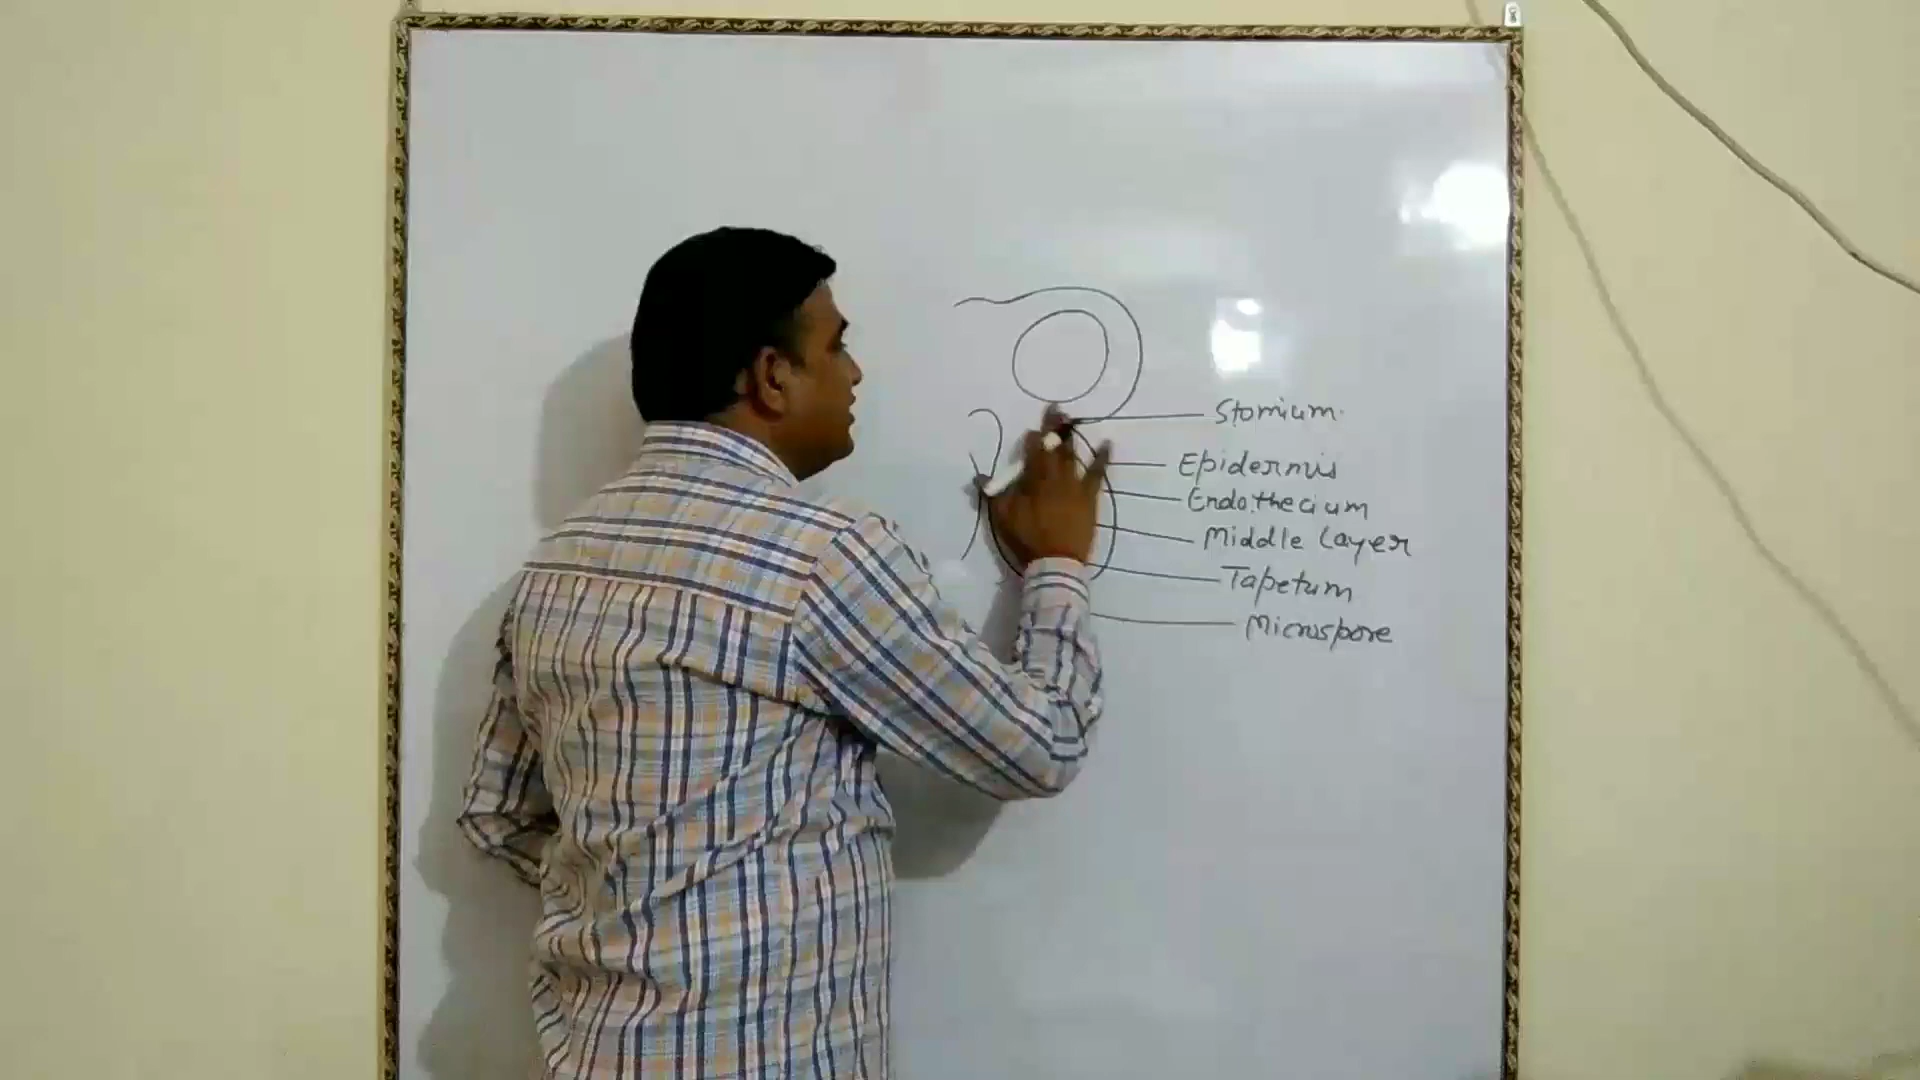 Stomium
Epidermis
Endothecium
Middle Layer
Tapetum
Microspore